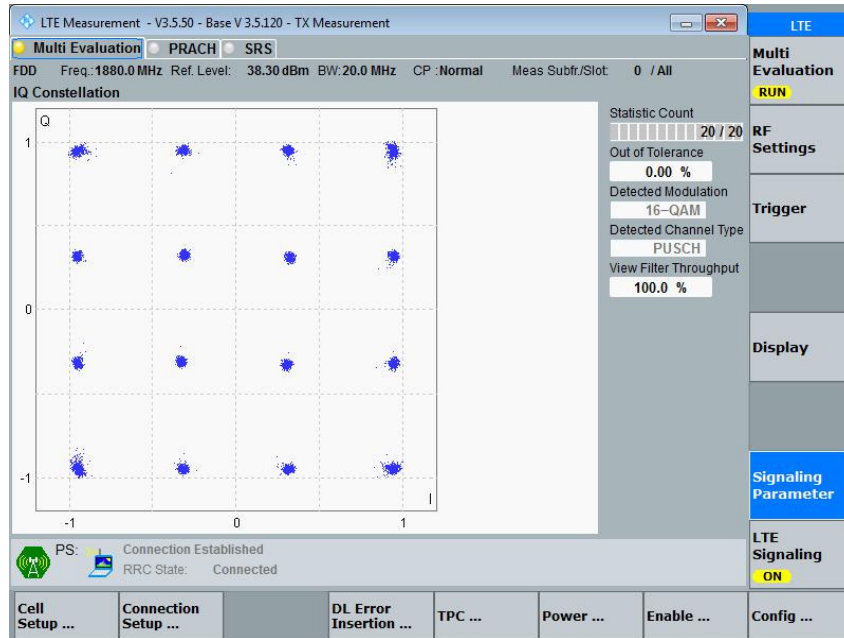 LTE Measurement - V3.5.50 - Base V 3.5.120 - TX Measurement
LTE
Multi Evaluation PRACH SRS
Multi
Evaluation
RUN
FDD Freq.:1880.0 MHz Ref. Level: 38.30 dBm BW:20.0 MHz CP :Normal Meas Subfr./Slot: 0 / All
IQ Constellation
Q
1
0
-1
-1 0 1
I
Statistic Count
20 / 20
Out of Tolerance
0.00 %
Detected Modulation
16-QAM
Detected Channel Type
PUSCH
View Filter Throughput
100.0 %
RF
Settings
Trigger
Display
Signaling
Parameter
LTE
Signaling
ON
PS: Connection Established
RRC State: Connected
Cell
Setup ...
Connection
Setup ...
DL Error
Insertion ...
TPC ...
Power ...
Enable ...
Config ...